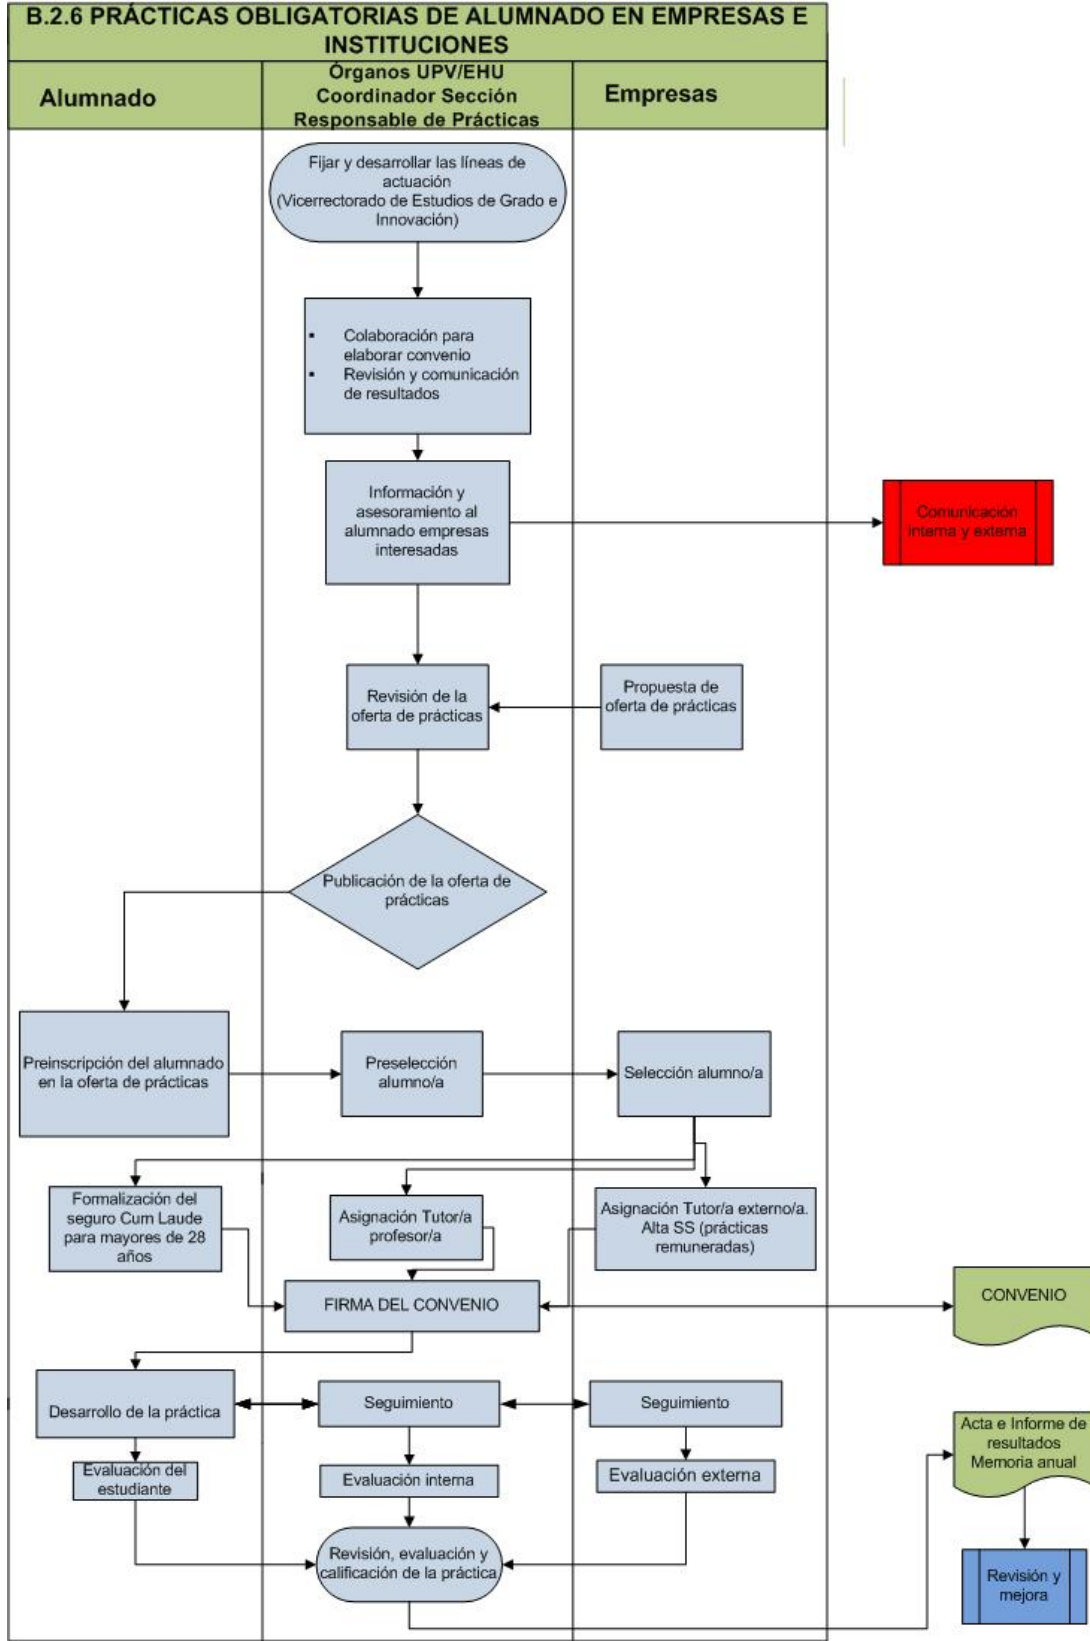 B.2.6 PRÁCTICAS OBLIGATORIAS DE ALUMNADO EN EMPRESAS E
INSTITUCIONES
Alumnado
Órganos UPV/EHU
Coordinador Sección
Responsable de Prácticas
Empresas
Fijar y desarrollar las líneas de
actuación
(Vicerrectorado de Estudios de Grado e
Innovación)
▪ Colaboración para
elaborar convenio
▪ Revisión y comunicación
de resultados
Información y
asesoramiento al
alumnado empresas
interesadas
Comunicación
interna y externa
Revisión de la
oferta de prácticas
Propuesta de
oferta de prácticas
Publicación de la oferta de
prácticas
Preinscripción del alumnado
en la oferta de prácticas
Preselección
alumno/a
Selección alumno/a
Formalización del
seguro Cum Laude
para mayores de 28
años
Asignación Tutor/a
profesor/a
Asignación Tutor/a externo/a.
Alta SS (prácticas
remuneradas)
FIRMA DEL CONVENIO
CONVENIO
Desarrollo de la práctica
Seguimiento
Seguimiento
Acta e Informe de
resultados
Memoria anual
Evaluación del
estudiante
Evaluación interna
Evaluación externa
Revisión, evaluación y
calificación de la práctica
Revisión y
mejora